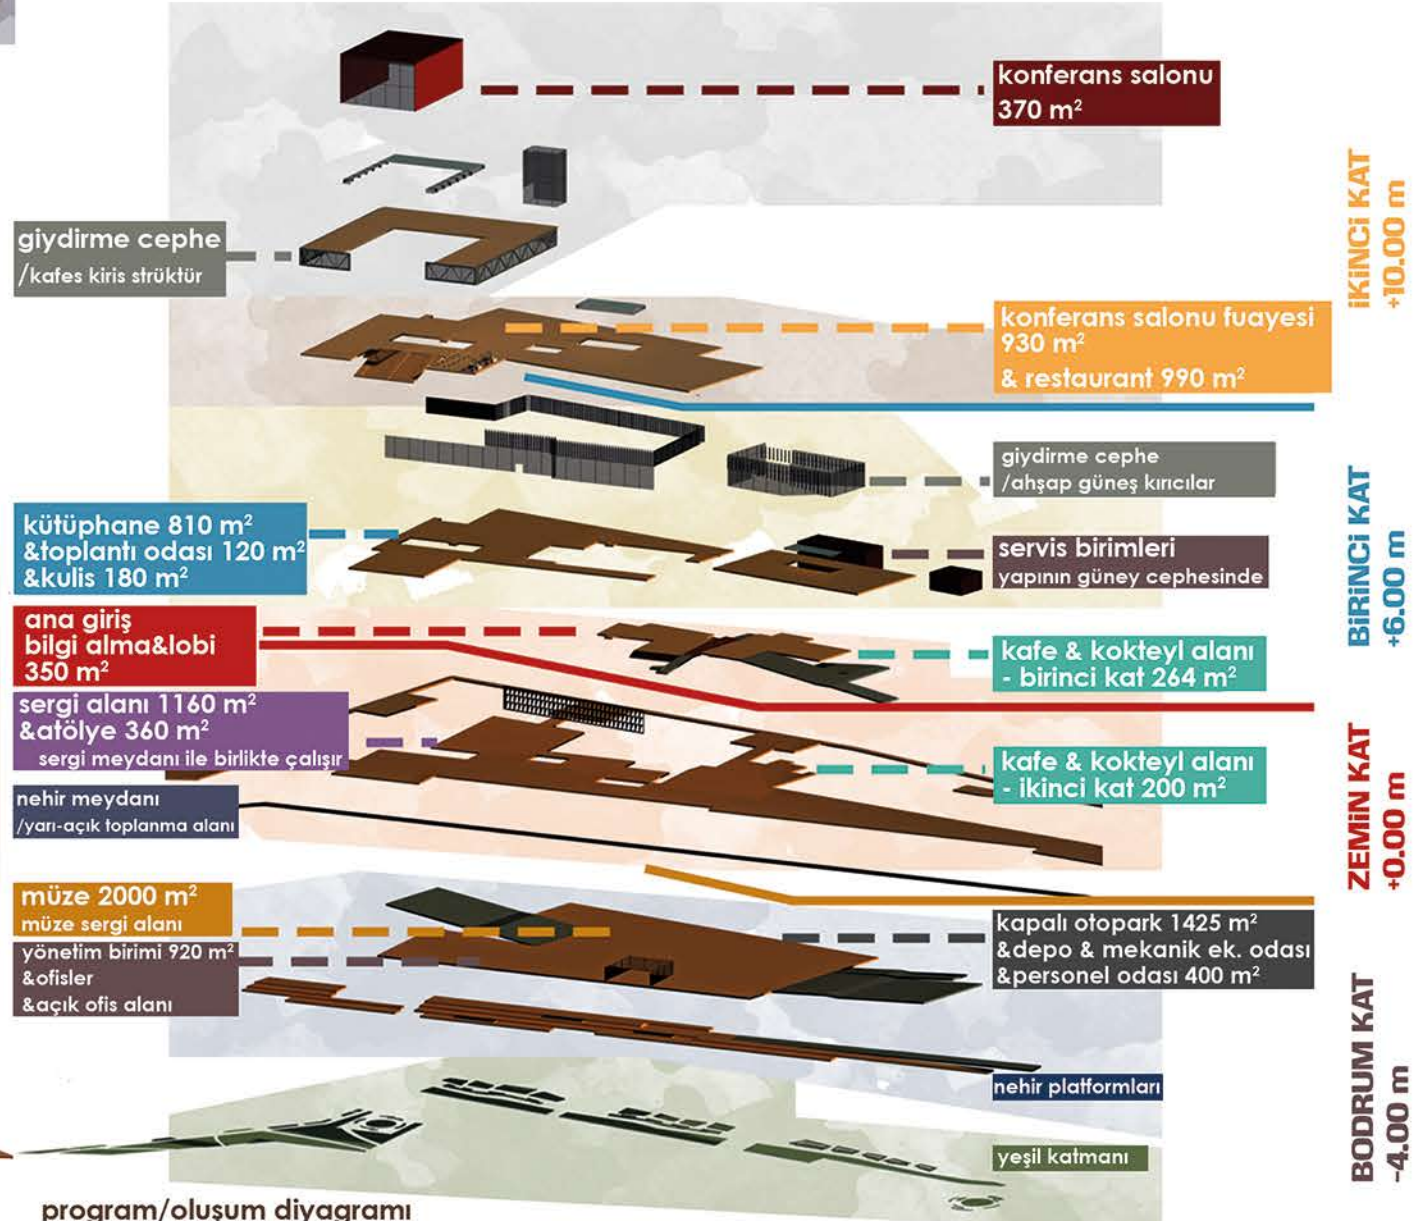 konferans salonu
370 m²
giydirme cephe
/kafes kiris strüktür
İKİNCİ KAT
+10.00 m
konferans salonu fuayesi
930 m²
& restaurant 990 m²
giydirme cephe
/ahşap güneş kırıcılar
kütüphane 810 m²
&toplantı odası 120 m²
&kulis 180 m²
servis birimleri
yapının güney cephesinde
BİRİNCİ KAT
+6.00 m
ana giriş
bilgi alma&lobi
350 m²
kafe & kokteyl alanı
- birinci kat 264 m²
sergi alanı 1160 m²
&atölye 360 m²
sergi meydanı ile birlikte çalışır
kafe & kokteyl alanı
- ikinci kat 200 m²
nehir meydanı
/yarı-açık toplanma alanı
ZEMİN KAT
+0.00 m
müze 2000 m²
müze sergi alanı
yönetim birimi 920 m²
&ofisler
&açık ofis alanı
kapalı otopark 1425 m²
&depo & mekanik ek. odası
&personel odası 400 m²
nehir platformları
BODRUM KAT
-4.00 m
yeşil katmanı
program/oluşum diyagramı